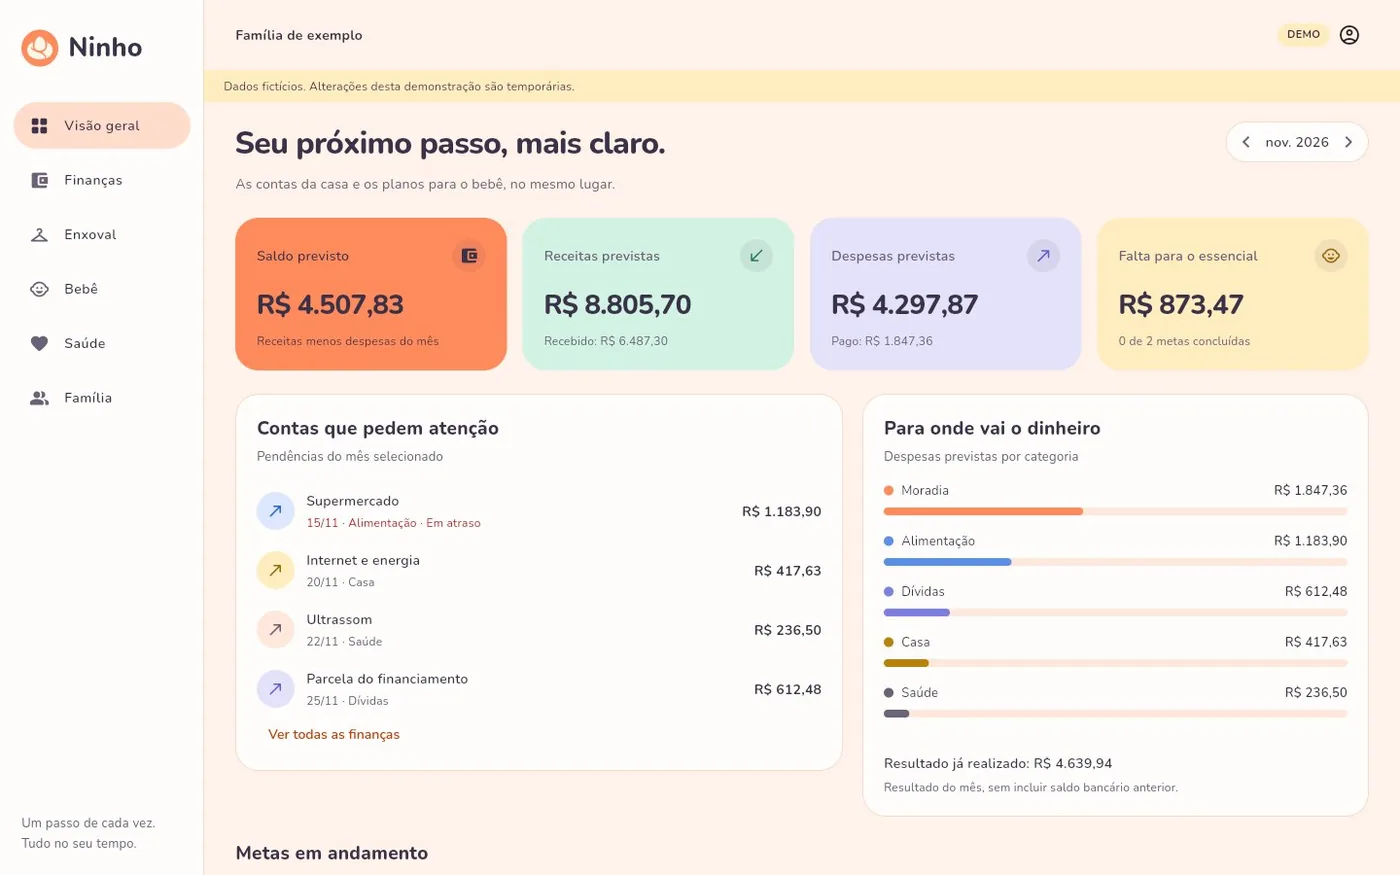 Ninho
Visão geral
Finanças
Enxoval
Bebê
Saúde
Família
Um passo de cada vez.
Tudo no seu tempo.
Família de exemplo
DEMO
Dados fictícios. Alterações desta demonstração são temporárias.
Seu próximo passo, mais claro.
nov. 2026
As contas da casa e os planos para o bebê, no mesmo lugar.
Saldo previsto
R$ 4.507,83
Receitas menos despesas do mês
Receitas previstas
R$ 8.805,70
Recebido: R$ 6.487,30
Despesas previstas
R$ 4.297,87
Pago: R$ 1.847,36
Falta para o essencial
R$ 873,47
0 de 2 metas concluídas
Contas que pedem atenção
Pendências do mês selecionado
Supermercado
15/11 · Alimentação · Em atraso
R$ 1.183,90
Internet e energia
20/11 · Casa
R$ 417,63
Ultrassom
22/11 · Saúde
R$ 236,50
Parcela do financiamento
25/11 · Dívidas
R$ 612,48
Ver todas as finanças
Para onde vai o dinheiro
Despesas previstas por categoria
Moradia R$ 1.847,36
Alimentação R$ 1.183,90
Dívidas R$ 612,48
Casa R$ 417,63
Saúde R$ 236,50
Resultado já realizado: R$ 4.639,94
Resultado do mês, sem incluir saldo bancário anterior.
Metas em andamento